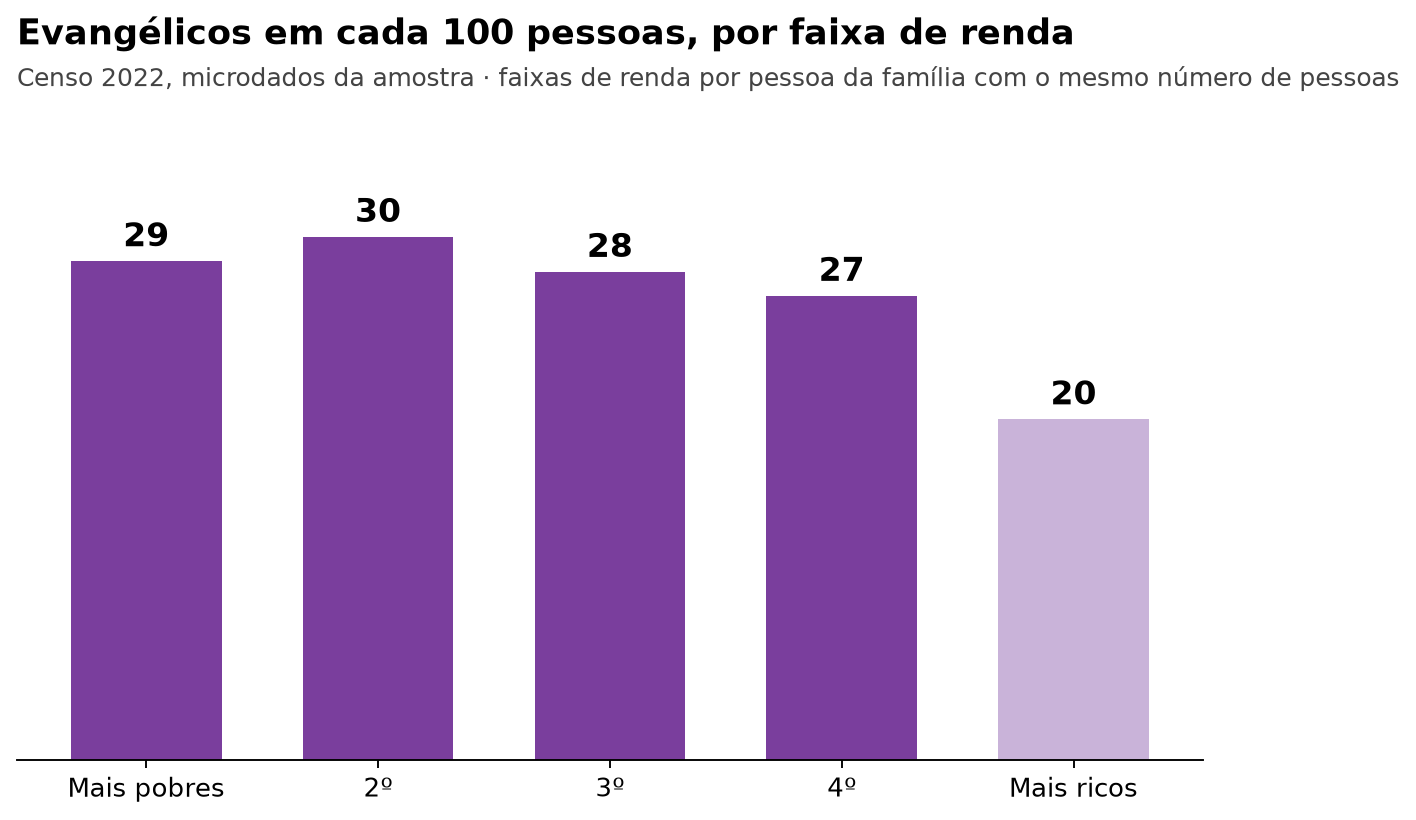 Evangélicos em cada 100 pessoas, por faixa de renda
Censo 2022, microdados da amostra · faixas de renda por pessoa da família com o mesmo número de pessoas
29
30
28
27
20
Mais pobres
2º
3º
4º
Mais ricos